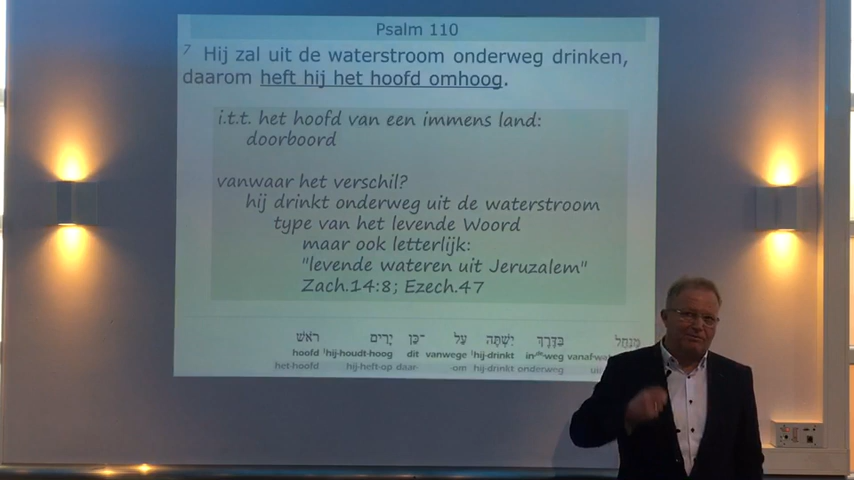 Psalm 110
7 Hij zal uit de waterstroom onderweg drinken,
daarom heft hij het hoofd omhoog.
i.t.t. het hoofd van een immens land:
doorboord
vanwaar het verschil?
hij drinkt onderweg uit de waterstroom
type van het levende Woord
maar ook letterlijk:
"levende wateren uit Jeruzalem"
Zach.14:8; Ezech.47
מִנַּחַל בַּדֶּרֶךְ יִשְׁתֶּה עַל ־כֵּן יָרִים רֹאשׁ
hoofd hij-houdt-hoog dit vanwege hij-drinkt in-de-weg
het-hoofd hij-heft-op daar- -om hij-drinkt onderweg